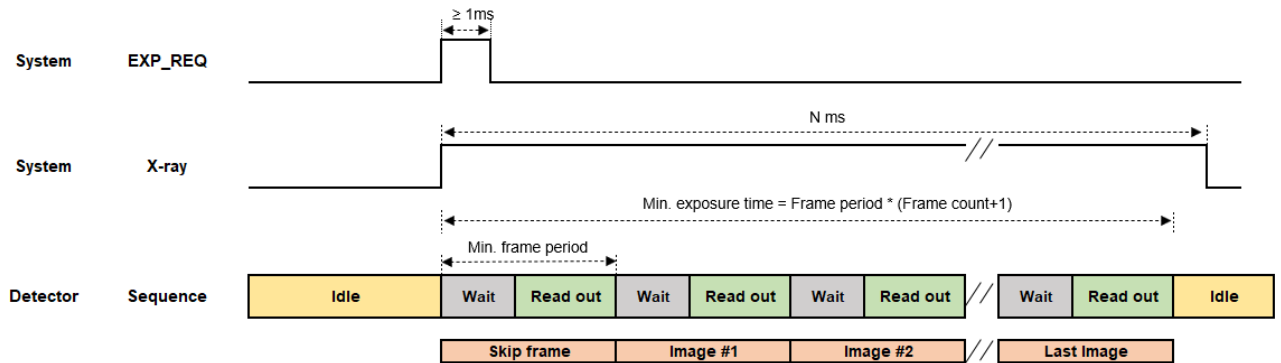 ≥ 1ms
System EXP_REQ
N ms
System X-ray
Min. exposure time = Frame period * (Frame count+1)
Min. frame period
Detector Sequence Idle Wait Read out Wait Read out Wait Read out // Wait Read out Idle
Skip frame Image #1 Image #2 // Last Image